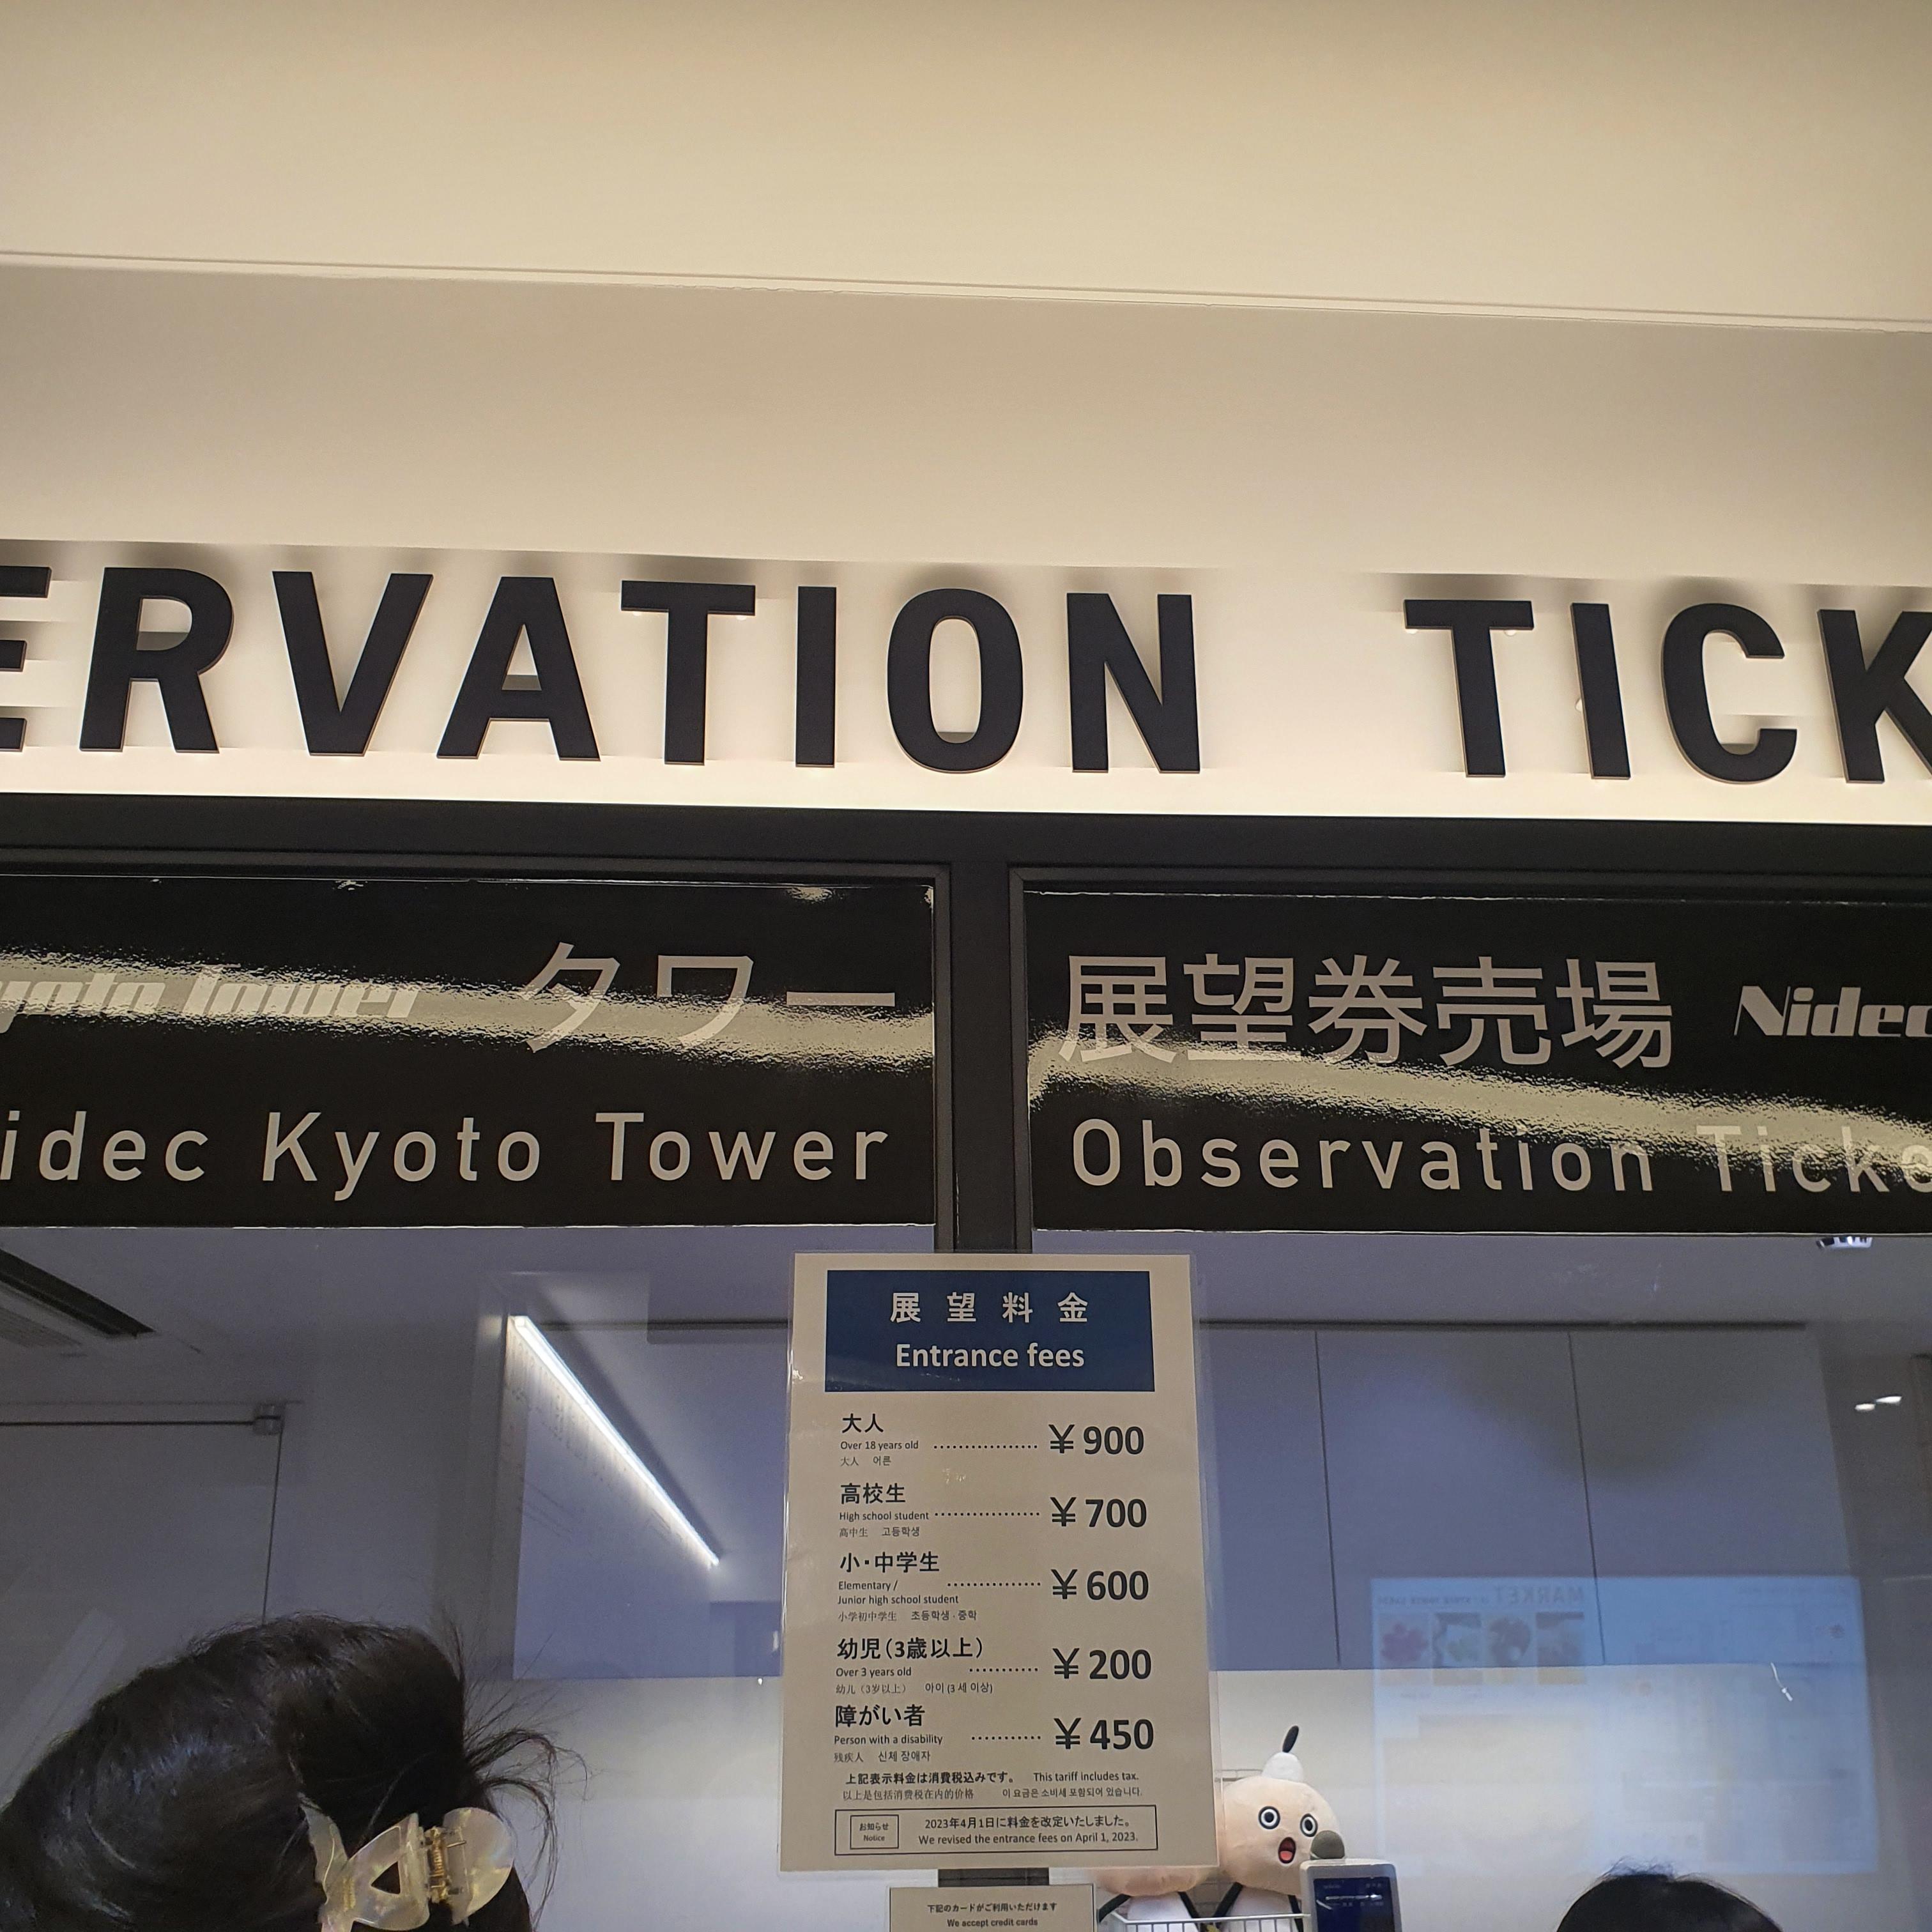 ERVATION TICK
yoto Tower タワー
idec Kyoto Tower
展望券売場 Nidec
Observation Ticke
展望料金
Entrance fees
大人
Over 18 years old ¥900
大人 어른
高校生
High school student ¥700
高中生 고등학생
小・中学生
Elementary / ¥600
Junior high school student
小学初中学生 초등학생·중학
幼児(3歳以上)
Over 3 years old ¥200
幼儿(3岁以上) 아이 (3 세 이상)
障がい者
Person with a disability ¥450
残疾人 신체 장애자
上記表示料金は消費税込みです。 This tariff includes tax.
以上是包括消费税在内的价格 이 요금은 소비세 포함되어 있습니다.
お知らせ
Notice
2023年4月1日に料金を改定いたしました。
We revised the entrance fees on April 1, 2023.
下記のカードがご利用いただけます
We accept credit cards
MARKET